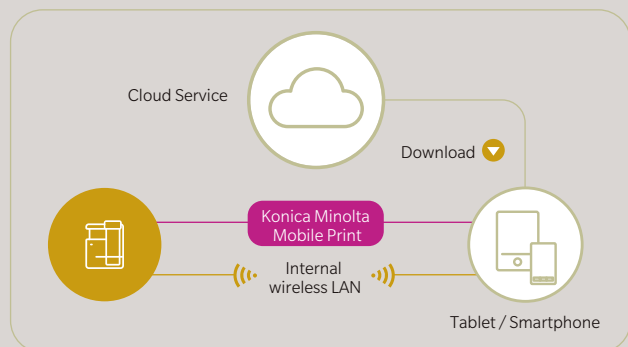 Cloud Service
Download
Konica Minolta
Mobile Print
Internal
wireless LAN
Tablet / Smartphone